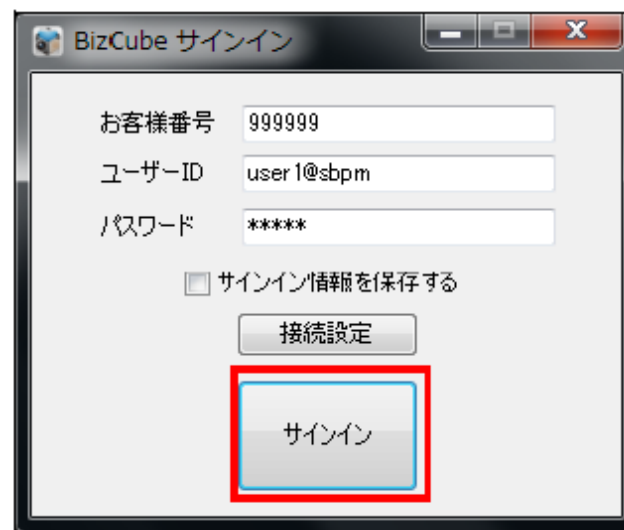 BizCube サインイン
お客様番号 999999
ユーザーID user1@sbpm
パスワード *****
サインイン情報を保存する
接続設定
サインイン